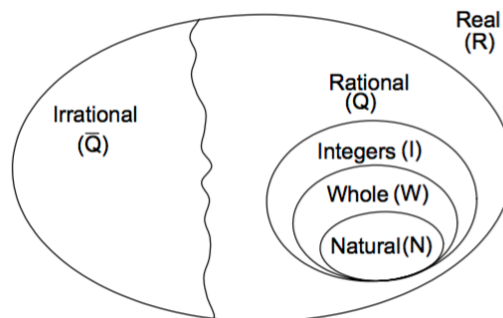 Real
(R)
Rational
(Q)
Irrational
(Q̅)
Integers (I)
Whole (W)
Natural (N)